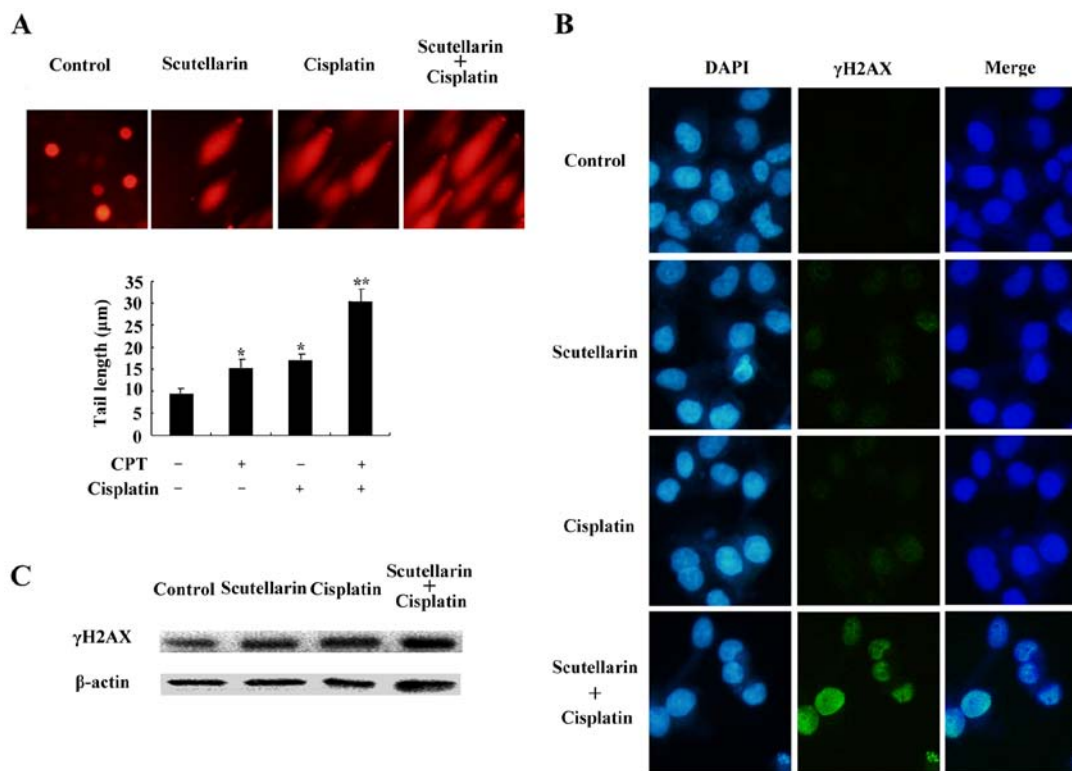 A
Control
Scutellarin
Cisplatin
Scutellarin
+
Cisplatin
Tail length (μm)
35
30
25
20
15
10
5
0
*
*
**
CPT − + − +
Cisplatin − − + +
B
DAPI γH2AX Merge
Control
Scutellarin
Cisplatin
Scutellarin
+
Cisplatin
C
Control Scutellarin Cisplatin Scutellarin
+
Cisplatin
γH2AX
β-actin